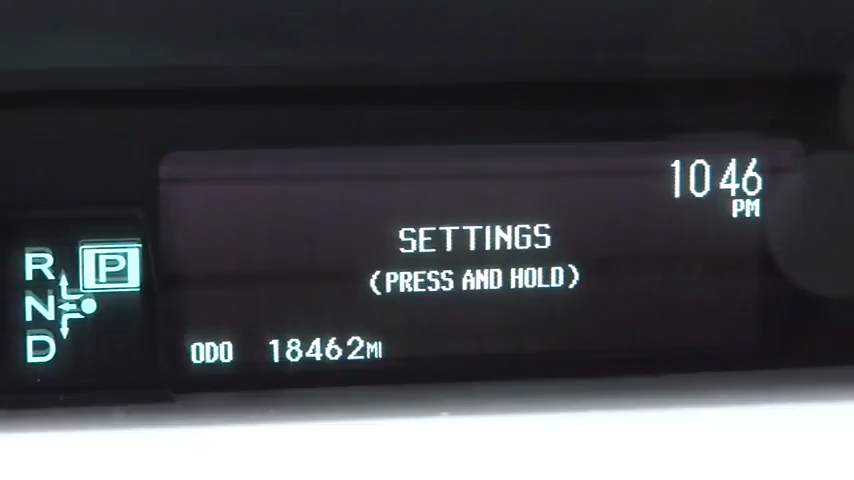 10 46
PM
SETTINGS
(PRESS AND HOLD)
R P
N
D
ODO 18462MI